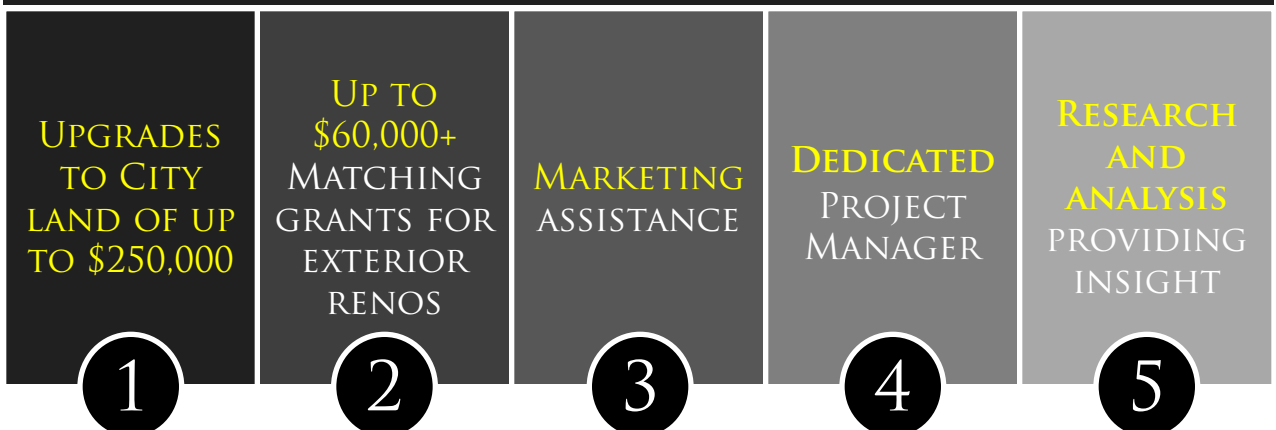 Upgrades
to City
land of up
to $250,000
1
Up to
$60,000+
Matching
grants for
exterior
renos
2
Marketing
assistance
3
Dedicated
Project
Manager
4
Research
and
analysis
providing
insight
5